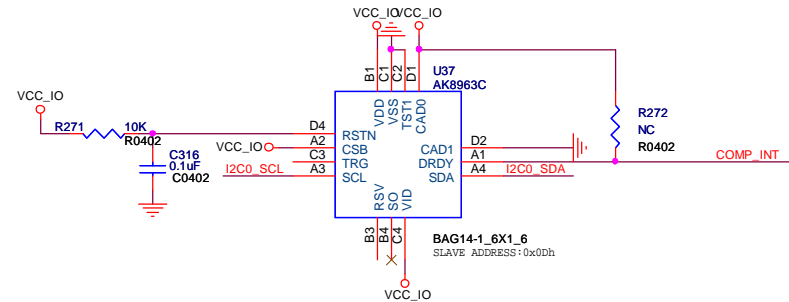 VCC_IO
VCC_IO
B1
C1
C2
D1
U37
AK8963C
VCC_IO
R271
10K
R0402
D4
VDD
VSS
TST1
CAD0
R272
NC
R0402
RSTN
VCC_IO
A2
CSB
C3
TRG
CAD1
D2
C316
0.1uF
C0402
I2C0_SCL
A3
SCL
DRDY
A1
COMP_INT
SDA
A4
I2C0_SDA
RSV
SO
VID
B3
B4
C4
BAG14-1_6X1_6
SLAVE ADDRESS:0x0Dh
VCC_IO